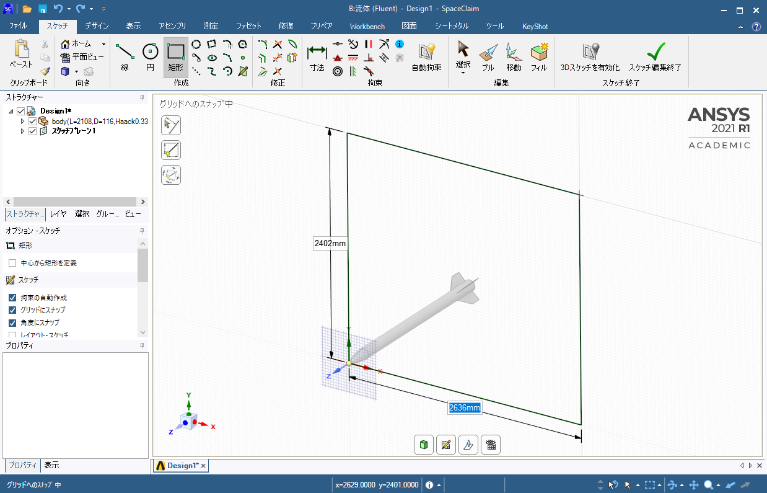 B:流体 (Fluent) - Design1 - SpaceClaim
ファイル スケッチ デザイン 表示 アセンブリ 測定 ファセット 修復 プリペア Workbench 図面 シートメタル ツール KeyShot
ペースト
ホーム
平面ビュー
線 円 矩形
寸法
自動拘束
選択 プル 移動 フィル
3Dスケッチを有効化 スケッチ編集終了
クリップボード 向き 作成 修正 拘束 編集 スケッチ終了
ストラクチャー
Design1*
body(L=2108,D=116,Haack0.33
スケッチプレーン1
ストラクチャ... レイヤ 選択 グルー... ビュー
オプション - スケッチ
矩形
中心から矩形を定義
スケッチ
拘束の自動作成
グリッドにスナップ
角度にスナップ
レイアウト・スケッチ
プロパティ
プロパティ 表示
グリッドへのスナップ中
ANSYS
2021 R1
ACADEMIC
2402mm
2636mm
Y
X
Z
Y
X
Z
Design1* ×
グリッドへのスナップ 中
x=2629.0000 y=2401.0000